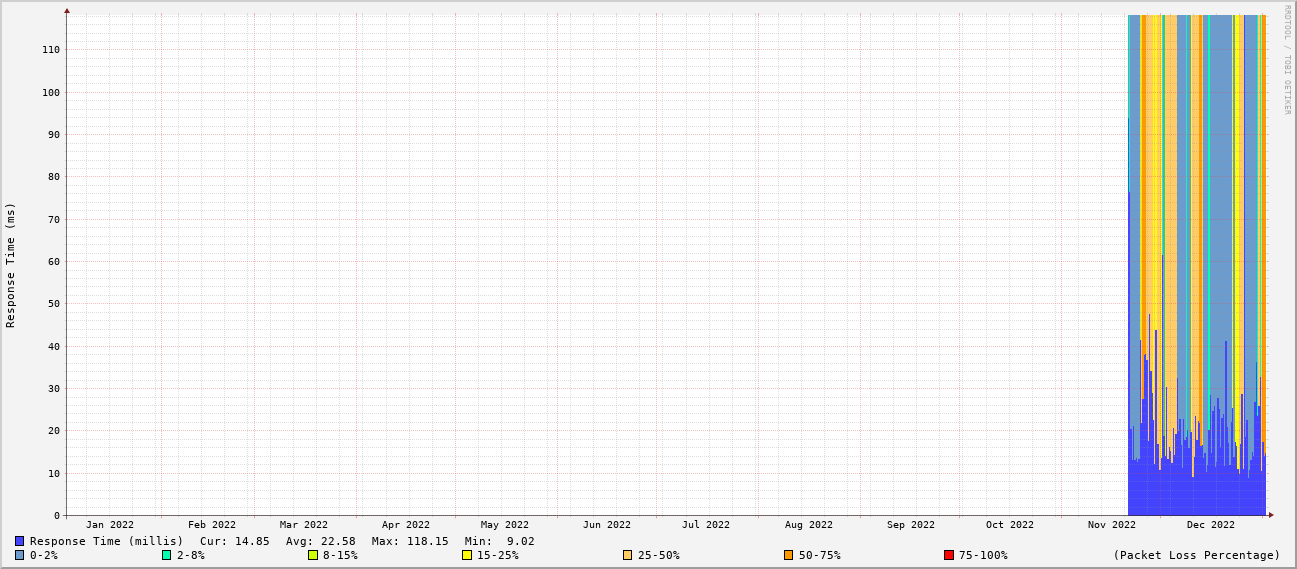 RRDTOOL / TOBI OETIKER
Response Time (ms)
110
100
90
80
70
60
50
40
30
20
10
0
Jan 2022 Feb 2022 Mar 2022 Apr 2022 May 2022 Jun 2022 Jul 2022 Aug 2022 Sep 2022 Oct 2022 Nov 2022 Dec 2022
Response Time (millis) Cur: 14.85 Avg: 22.58 Max: 118.15 Min: 9.02
0-2% 2-8% 8-15% 15-25% 25-50% 50-75% 75-100% (Packet Loss Percentage)